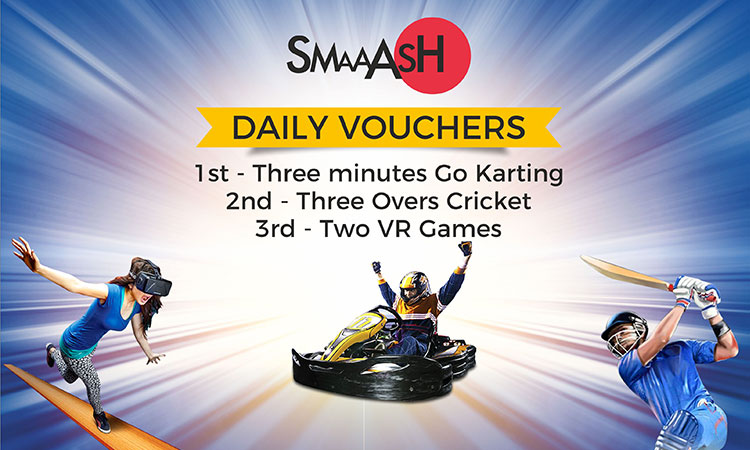 SMAAASH
DAILY VOUCHERS
1st - Three minutes Go Karting
2nd - Three Overs Cricket
3rd - Two VR Games